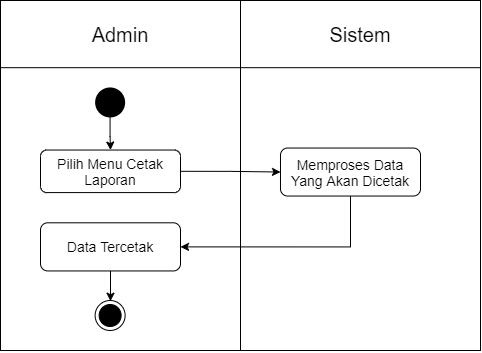 Admin
Sistem
Pilih Menu Cetak
Laporan
Memproses Data
Yang Akan Dicetak
Data Tercetak